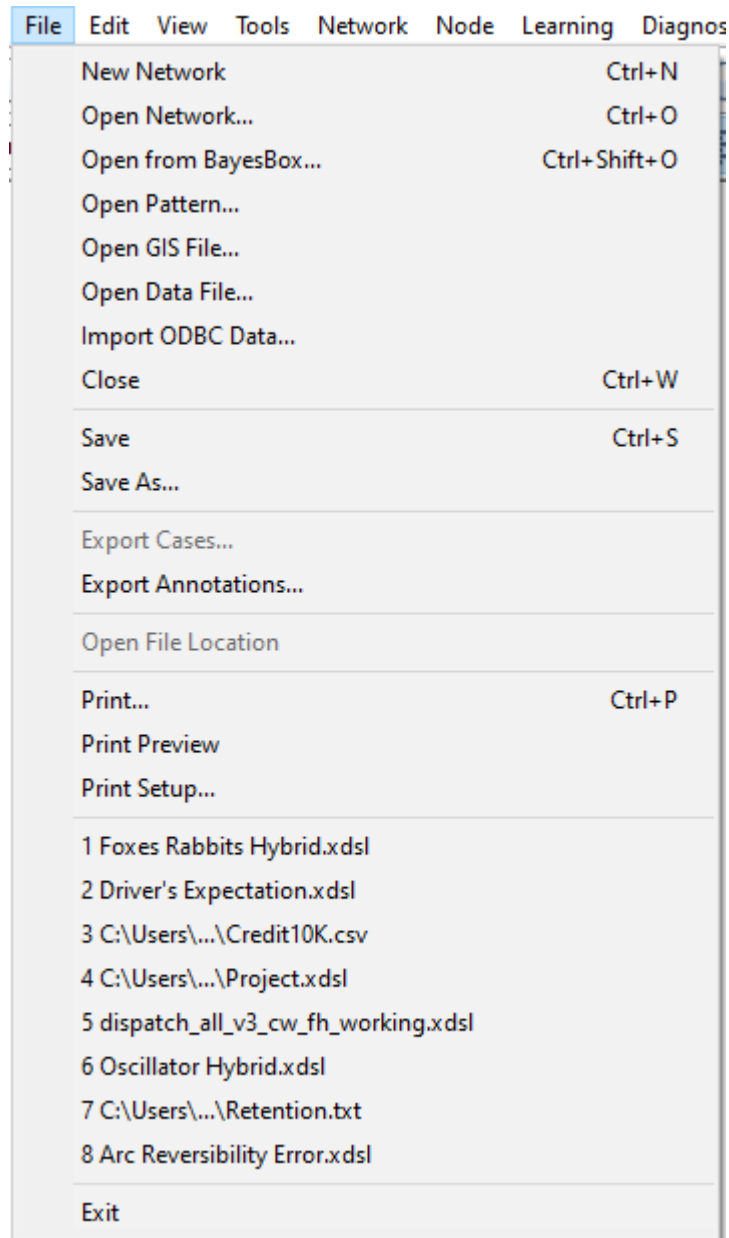 File Edit View Tools Network Node Learning Diagnos
New Network Ctrl+N
Open Network... Ctrl+O
Open from BayesBox... Ctrl+Shift+O
Open Pattern...
Open GIS File...
Open Data File...
Import ODBC Data...
Close Ctrl+W
Save Ctrl+S
Save As...
Export Cases...
Export Annotations...
Open File Location
Print... Ctrl+P
Print Preview
Print Setup...
1 Foxes Rabbits Hybrid.xdsl
2 Driver's Expectation.xdsl
3 C:\Users\...\Credit10K.csv
4 C:\Users\...\Project.xdsl
5 dispatch_all_v3_cw_fh_working.xdsl
6 Oscillator Hybrid.xdsl
7 C:\Users\...\Retention.txt
8 Arc Reversibility Error.xdsl
Exit